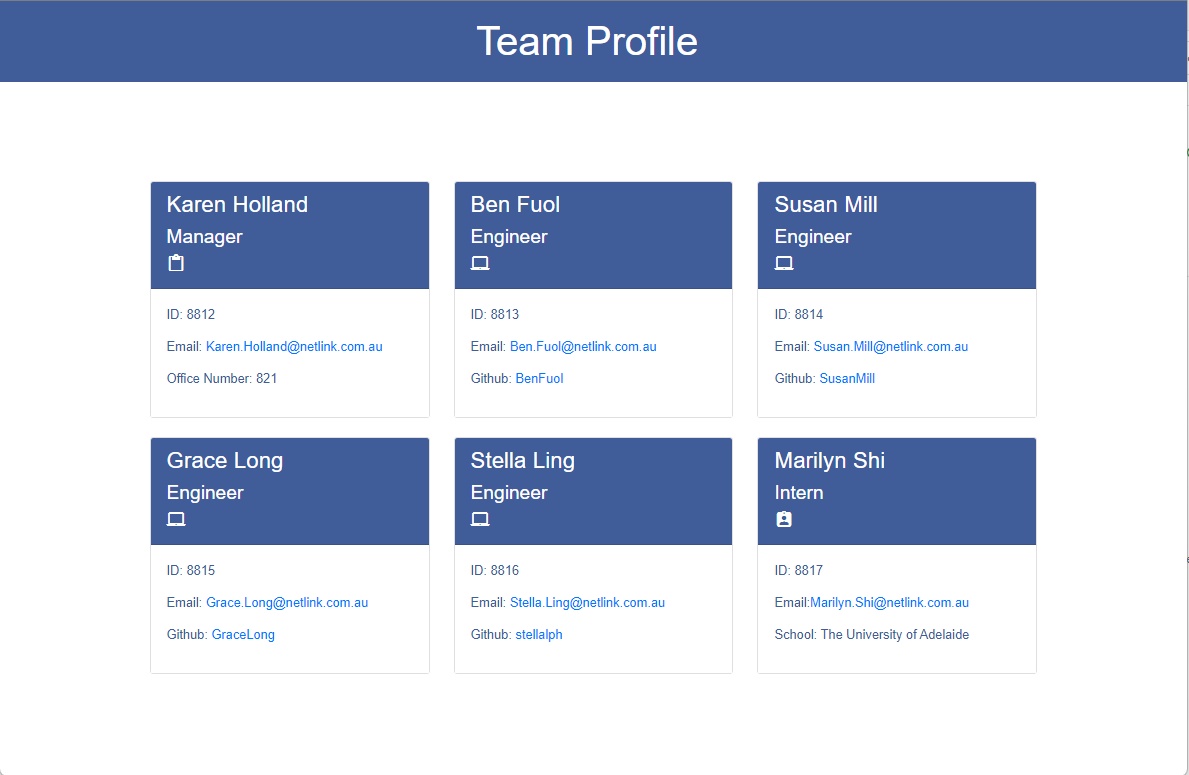 Team Profile
Karen Holland
Manager
ID: 8812
Email: Karen.Holland@netlink.com.au
Office Number: 821
Ben Fuol
Engineer
ID: 8813
Email: Ben.Fuol@netlink.com.au
Github: BenFuol
Susan Mill
Engineer
ID: 8814
Email: Susan.Mill@netlink.com.au
Github: SusanMill
Grace Long
Engineer
ID: 8815
Email: Grace.Long@netlink.com.au
Github: GraceLong
Stella Ling
Engineer
ID: 8816
Email: Stella.Ling@netlink.com.au
Github: stellalph
Marilyn Shi
Intern
ID: 8817
Email:Marilyn.Shi@netlink.com.au
School: The University of Adelaide